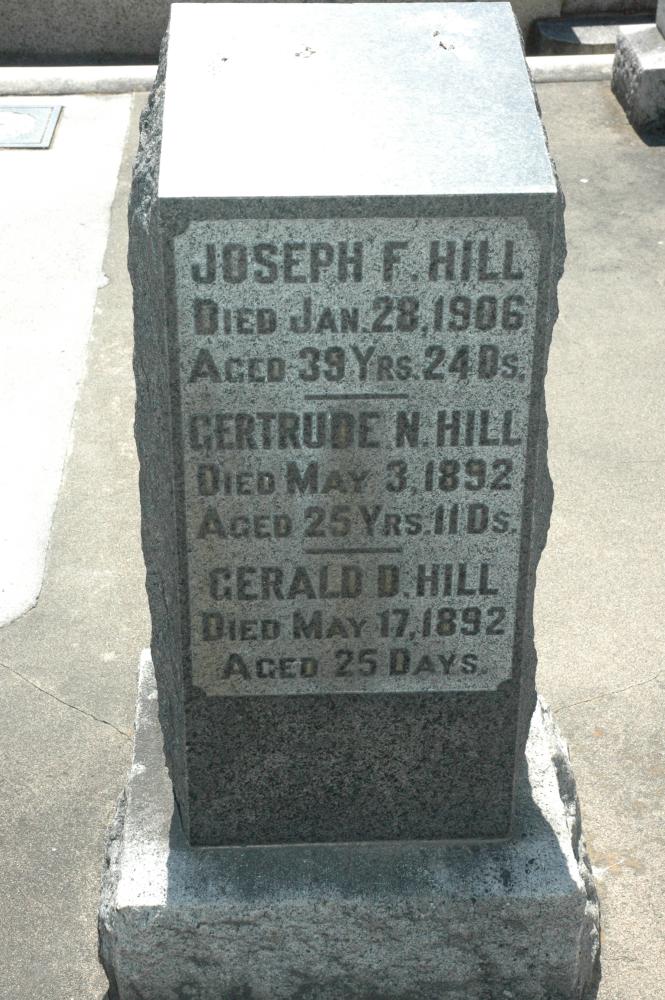 JOSEPH F. HILL
DIED JAN. 28, 1906
AGED 39 YRS. 24 DS.
GERTRUDE N. HILL
DIED MAY 3, 1892
AGED 25 YRS. 11 DS.
GERALD D. HILL
DIED MAY 17, 1892
AGED 25 DAYS.